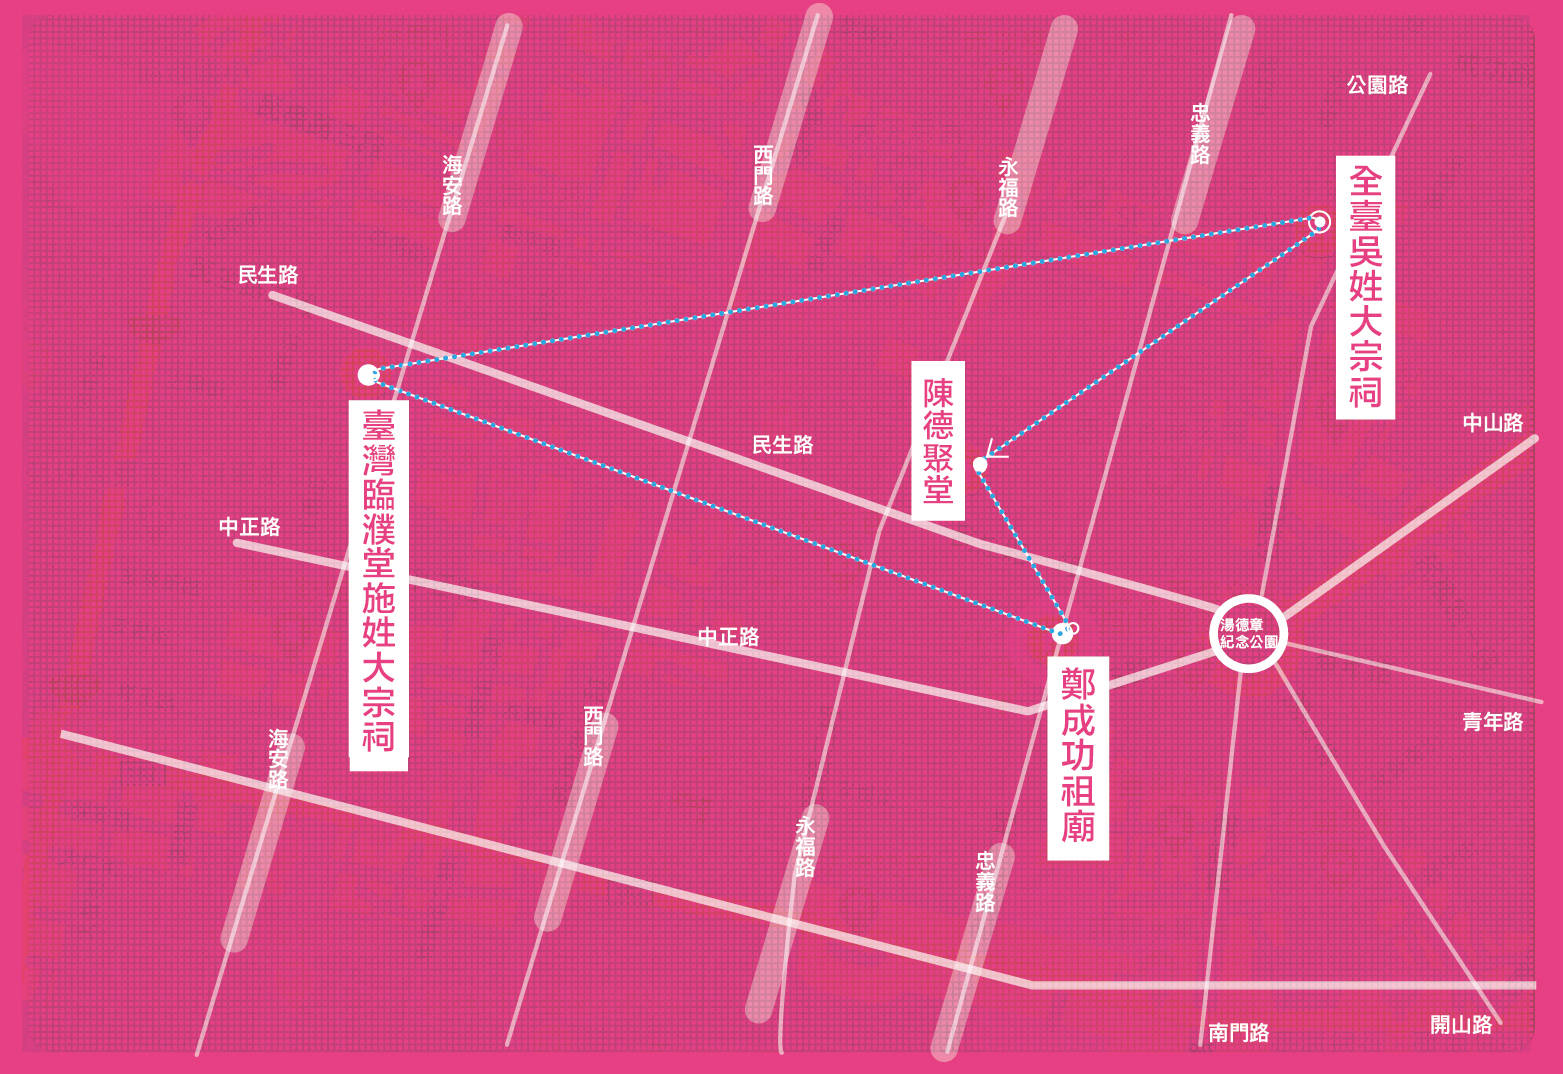 公園路
忠義路
海安路
西門路
永福路
全臺吳姓大宗祠
民生路
陳德聚堂
臺灣臨濮堂施姓大宗祠
中山路
民生路
中正路
湯德章
紀念公園
中正路
鄭成功祖廟
西門路
青年路
海安路
永福路
忠義路
開山路
南門路